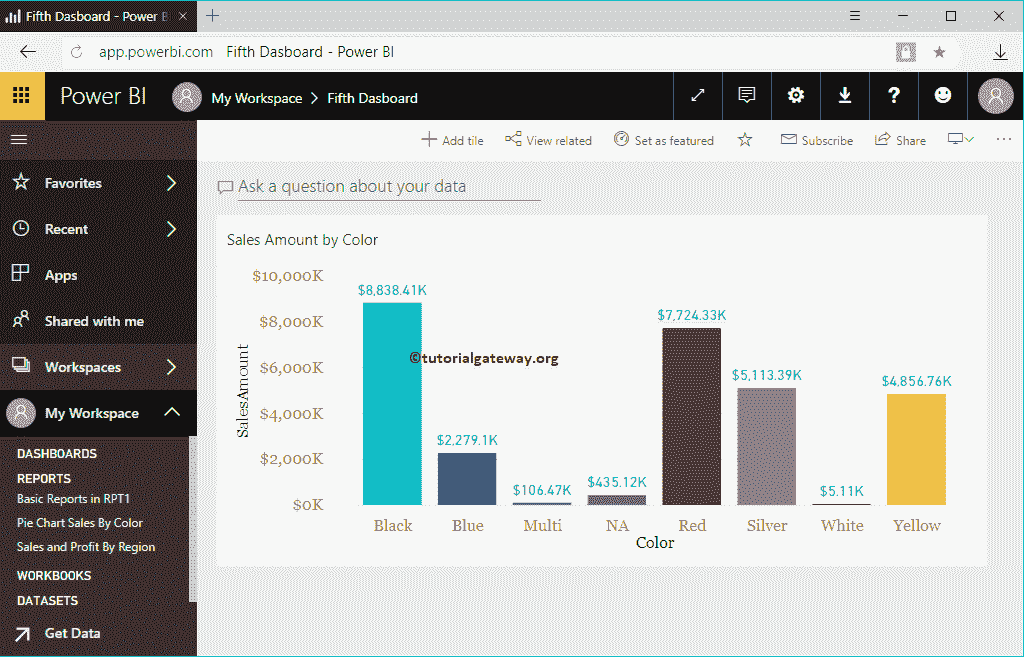 Fifth Dasboard - Power B
app.powerbi.com Fifth Dasboard - Power BI
Power BI My Workspace > Fifth Dasboard ?
Add tile View related Set as featured Subscribe Share ...
Favorites
Recent
Apps
Shared with me
Workspaces
My Workspace
DASHBOARDS
REPORTS
Basic Reports in RPT1
Pie Chart Sales By Color
Sales and Profit By Region
WORKBOOKS
DATASETS
Get Data
Ask a question about your data
Sales Amount by Color
SalesAmount
$10,000K
$8,000K
$6,000K
$4,000K
$2,000K
$0K
$8,838.41K
$2,279.1K
$106.47K
$435.12K
$7,724.33K
$5,113.39K
$5.11K
$4,856.76K
©tutorialgateway.org
Black Blue Multi NA Red Silver White Yellow
Color